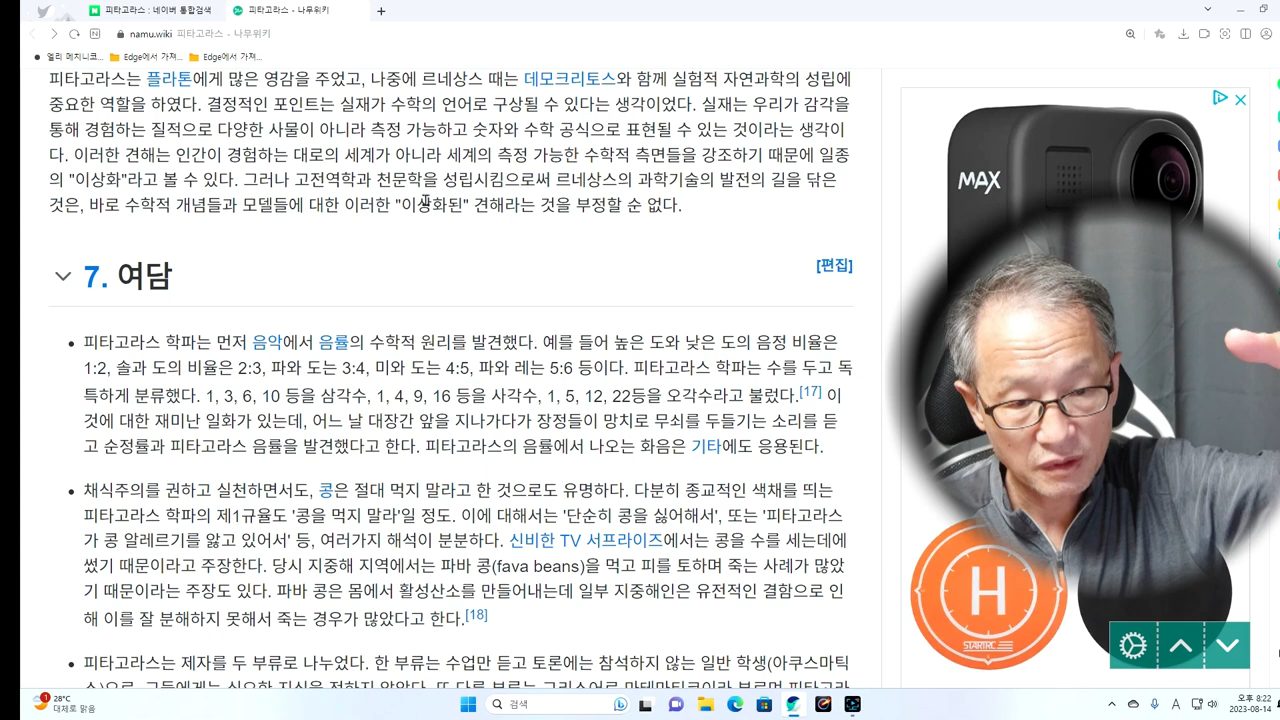 피타고라스 : 네이버 통합검색
피타고라스 - 나무위키
namu.wiki 피타고라스 - 나무위키
엘리 메치니코... Edge에서 가져... Edge에서 가져...
피타고라스는 플라톤에게 많은 영감을 주었고, 나중에 르네상스 때는 데모크리토스와 함께 실험적 자연과학의 성립에
중요한 역할을 하였다. 결정적인 포인트는 실재가 수학의 언어로 구상될 수 있다는 생각이었다. 실재는 우리가 감각을
통해 경험하는 질적으로 다양한 사물이 아니라 측정 가능하고 숫자와 수학 공식으로 표현될 수 있는 것이라는 생각이
다. 이러한 견해는 인간이 경험하는 대로의 세계가 아니라 세계의 측정 가능한 수학적 측면들을 강조하기 때문에 일종
의 "이상화"라고 볼 수 있다. 그러나 고전역학과 천문학을 성립시킴으로써 르네상스의 과학기술의 발전의 길을 닦은
것은, 바로 수학적 개념들과 모델들에 대한 이러한 "이상화된" 견해라는 것을 부정할 순 없다.
7. 여담
[편집]
피타고라스 학파는 먼저 음악에서 음률의 수학적 원리를 발견했다. 예를 들어 높은 도와 낮은 도의 음정 비율은
1:2, 솔과 도의 비율은 2:3, 파와 도는 3:4, 미와 도는 4:5, 파와 레는 5:6 등이다. 피타고라스 학파는 수를 두고 독
특하게 분류했다. 1, 3, 6, 10 등을 삼각수, 1, 4, 9, 16 등을 사각수, 1, 5, 12, 22등을 오각수라고 불렀다.[17] 이
것에 대한 재미난 일화가 있는데, 어느 날 대장간 앞을 지나가다가 장정들이 망치로 무쇠를 두들기는 소리를 듣
고 순정률과 피타고라스 음률을 발견했다고 한다. 피타고라스의 음률에서 나오는 화음은 기타에도 응용된다.
채식주의를 권하고 실천하면서도, 콩은 절대 먹지 말라고 한 것으로도 유명하다. 다분히 종교적인 색채를 띄는
피타고라스 학파의 제1규율도 '콩을 먹지 말라'일 정도. 이에 대해서는 '단순히 콩을 싫어해서', 또는 '피타고라스
가 콩 알레르기를 앓고 있어서' 등, 여러가지 해석이 분분하다. 신비한 TV 서프라이즈에서는 콩을 수를 세는데에
썼기 때문이라고 주장한다. 당시 지중해 지역에서는 파바 콩(fava beans)을 먹고 피를 토하며 죽는 사례가 많았
기 때문이라는 주장도 있다. 파바 콩은 몸에서 활성산소를 만들어내는데 일부 지중해인은 유전적인 결함으로 인
해 이를 잘 분해하지 못해서 죽는 경우가 많았다고 한다.[18]
피타고라스는 제자를 두 부류로 나누었다. 한 부류는 수업만 듣고 토론에는 참석하지 않는 일반 학생(아쿠스마틱
MAX
H
STARTRC
28°C
대체로 맑음
1
검색
A
오후 8:22
2023-08-14